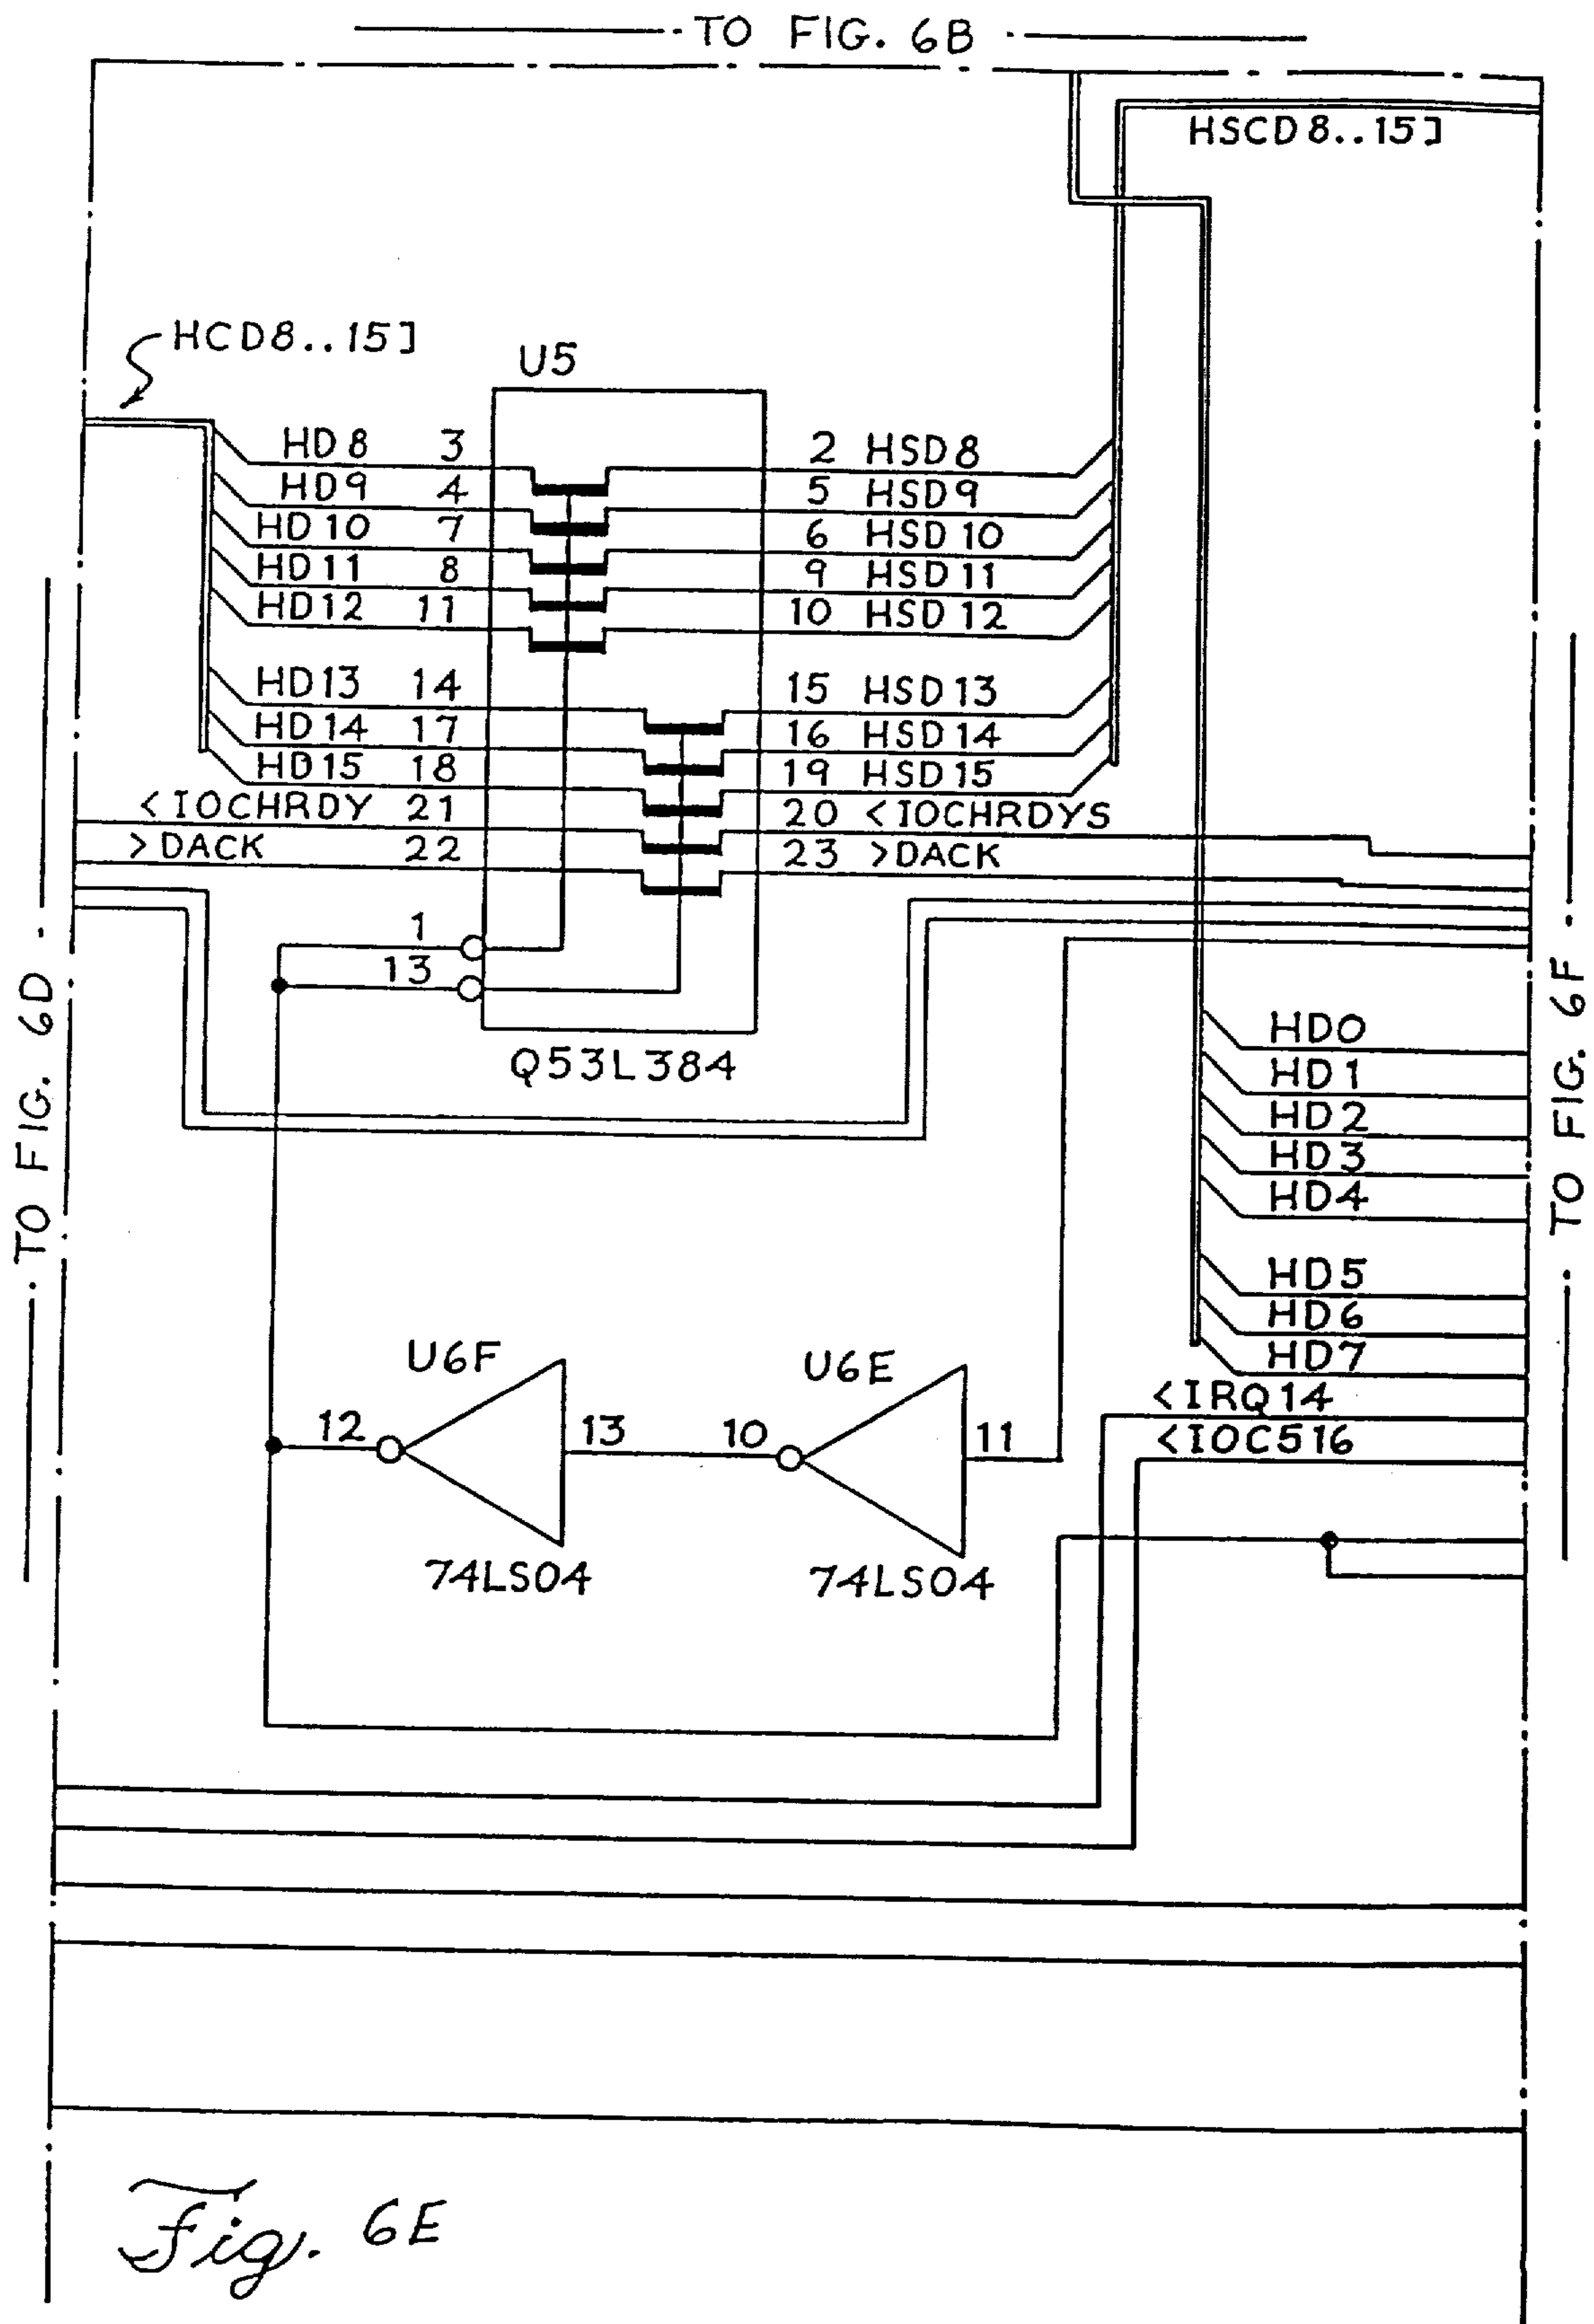 TO FIG. 6B
HSCD8..15]
HCD8..15]
U5
HD8 3 2 HSD8
HD9 4 5 HSD9
HD10 7 6 HSD10
HD11 8 9 HSD11
HD12 11 10 HSD12
HD13 14 15 HSD13
HD14 17 16 HSD14
HD15 18 19 HSD15
<IOCHRDY 21 20 <IOCHRDYS
>DACK 22 23 >DACK
1
13
Q53L384
TO FIG. 6D
TO FIG. 6F
HD0
HD1
HD2
HD3
HD4
HD5
HD6
HD7
<IRQ14
<IOC516
U6F U6E
12 13 10 11
74LS04 74LS04
Fig. 6E